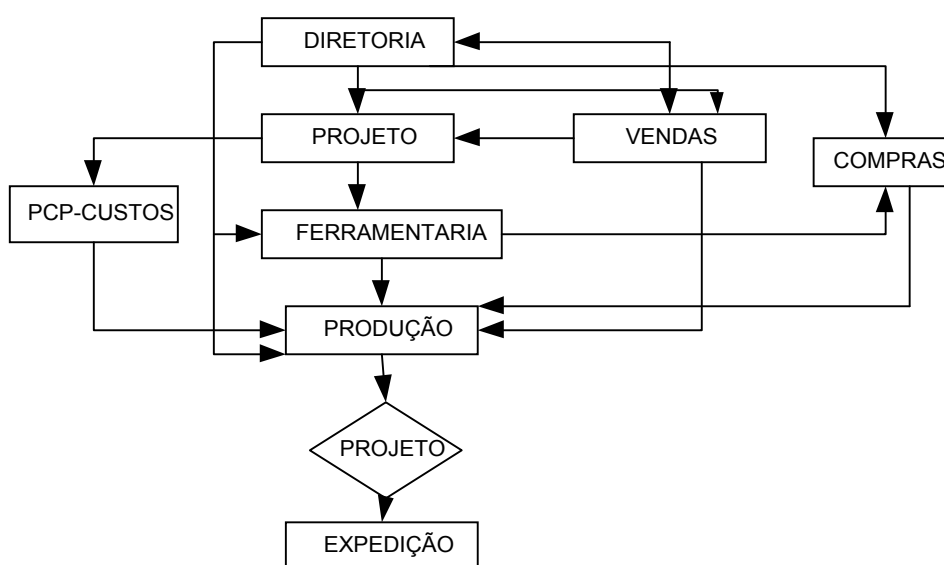 DIRETORIA
PROJETO
VENDAS
COMPRAS
PCP-CUSTOS
FERRAMENTARIA
PRODUÇÃO
PROJETO
EXPEDIÇÃO